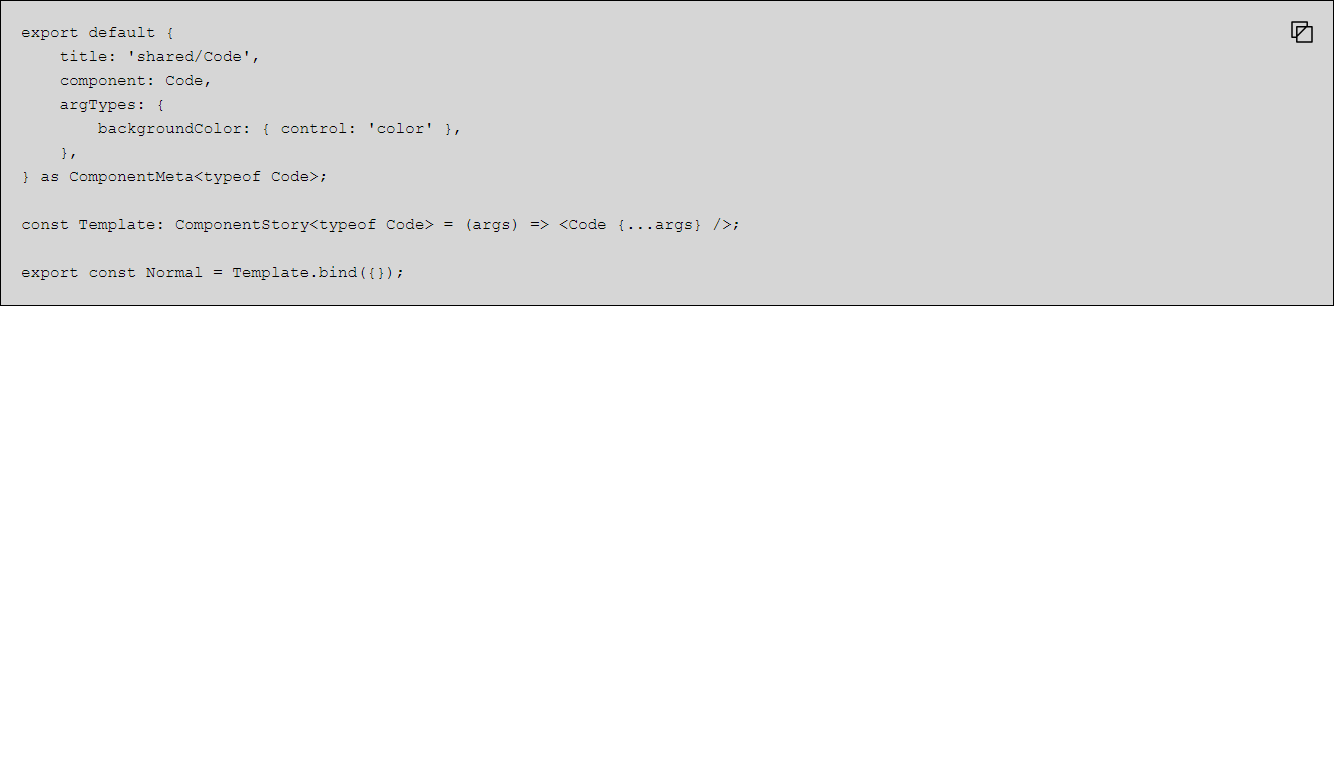 export default {
    title: 'shared/Code',
    component: Code,
    argTypes: {
        backgroundColor: { control: 'color' },
    },
} as ComponentMeta<typeof Code>;

const Template: ComponentStory<typeof Code> = (args) => <Code {...args} />;

export const Normal = Template.bind({});